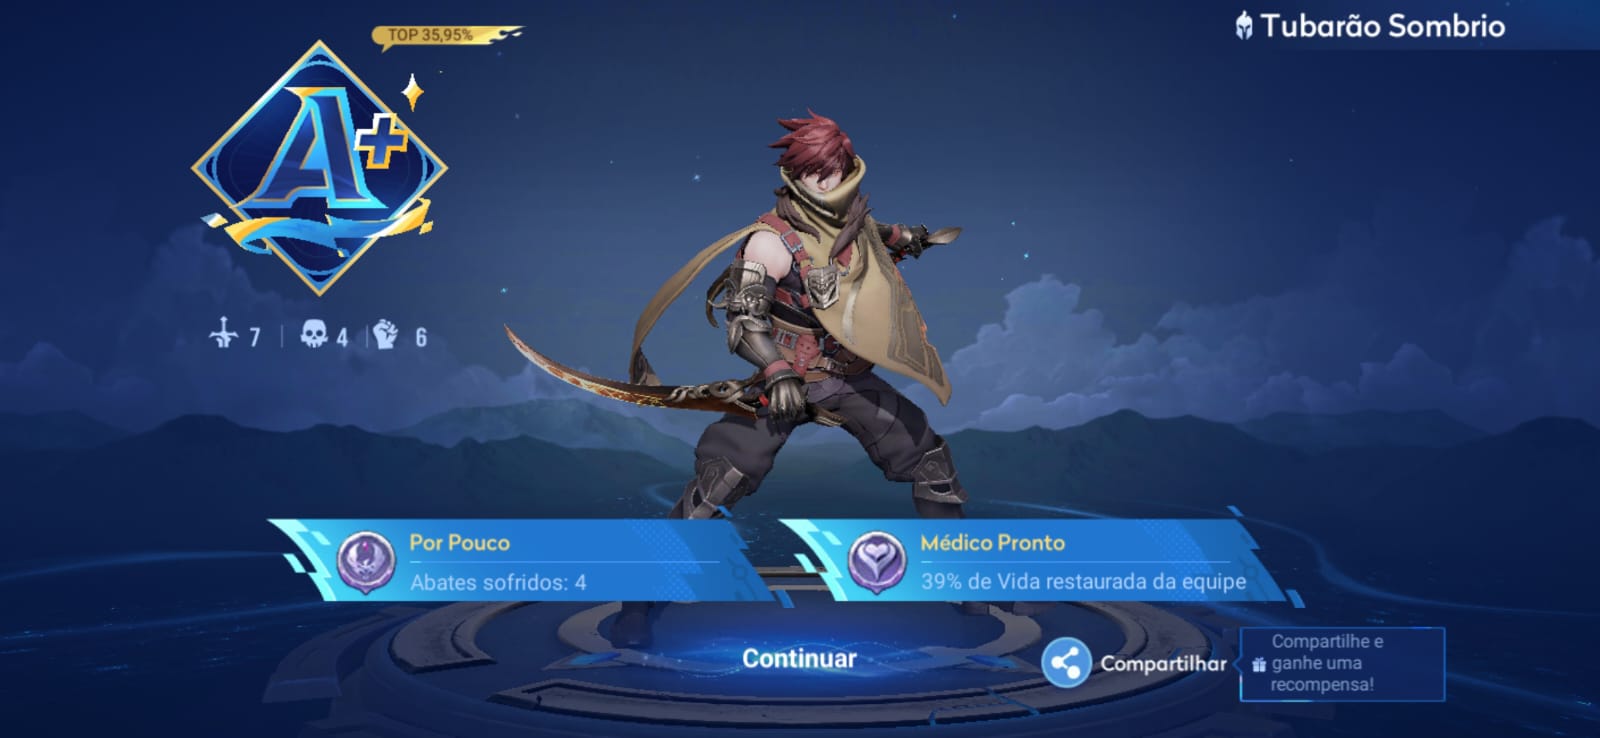 TOP 35,95%
Tubarão Sombrio
A+
7 4 6
Por Pouco
Abates sofridos: 4
Médico Pronto
39% de Vida restaurada da equipe
Continuar
Compartilhar
Compartilhe e
ganhe uma
recompensa!